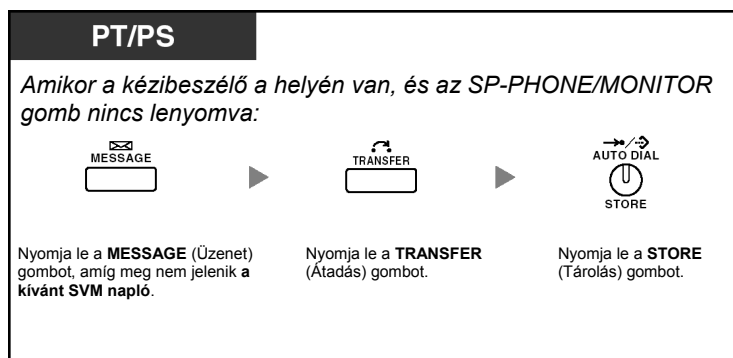 PT/PS
Amikor a kézibeszélő a helyén van, és az SP-PHONE/MONITOR
gomb nincs lenyomva:
MESSAGE
TRANSFER
AUTO DIAL
STORE
Nyomja le a MESSAGE (Üzenet)
gombot, amíg meg nem jelenik a
kívánt SVM napló.
Nyomja le a TRANSFER
(Átadás) gombot.
Nyomja le a STORE
(Tárolás) gombot.